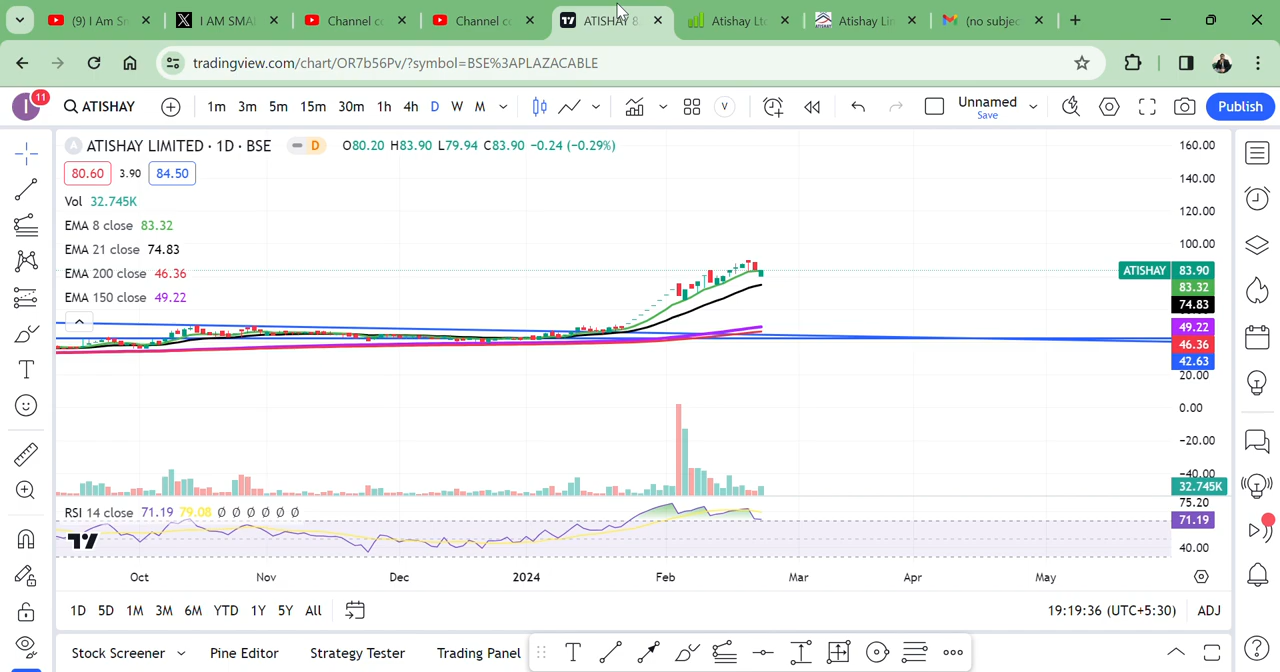 (9) I Am Sn
I AM SMAI
Channel co
Channel co
ATISHAY 8
Atishay Ltd
Atishay Lin
(no subjec
tradingview.com/chart/OR7b56Pv/?symbol=BSE%3APLAZACABLE
I
11
ATISHAY
1m 3m 5m 15m 30m 1h 4h D W M
V
Unnamed
Save
Publish
A ATISHAY LIMITED · 1D · BSE
D
O80.20 H83.90 L79.94 C83.90 −0.24 (−0.29%)
80.60 3.90 84.50
Vol 32.745K
EMA 8 close 83.32
EMA 21 close 74.83
EMA 200 close 46.36
EMA 150 close 49.22
160.00
140.00
120.00
100.00
ATISHAY 83.90
83.32
74.83
49.22
46.36
42.63
20.00
0.00
−20.00
−40.00
32.745K
RSI 14 close 71.19 79.08 Ø Ø Ø Ø Ø Ø
75.20
71.19
40.00
Oct Nov Dec 2024 Feb Mar Apr May
1D 5D 1M 3M 6M YTD 1Y 5Y All
19:19:36 (UTC+5:30) ADJ
Stock Screener Pine Editor Strategy Tester Trading Panel